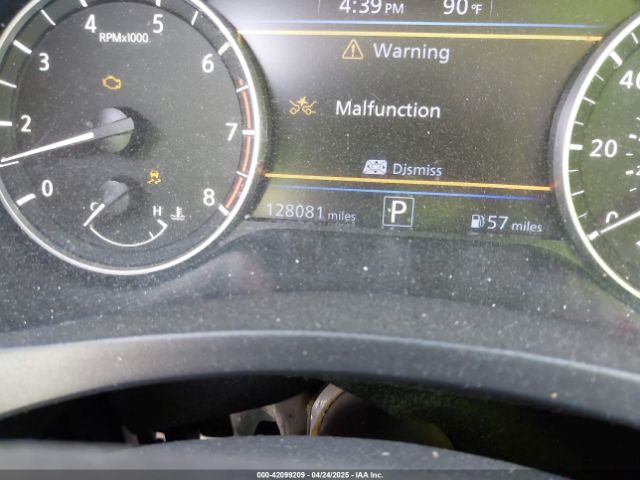 4:39 PM 90 °F
4 5
RPMx1000
Warning
3 6
40
Malfunction
2 7
20
Dismiss
0 8
C H
128081 miles P 57 miles
0
000-42099209 - 04/24/2025 - IAA Inc.